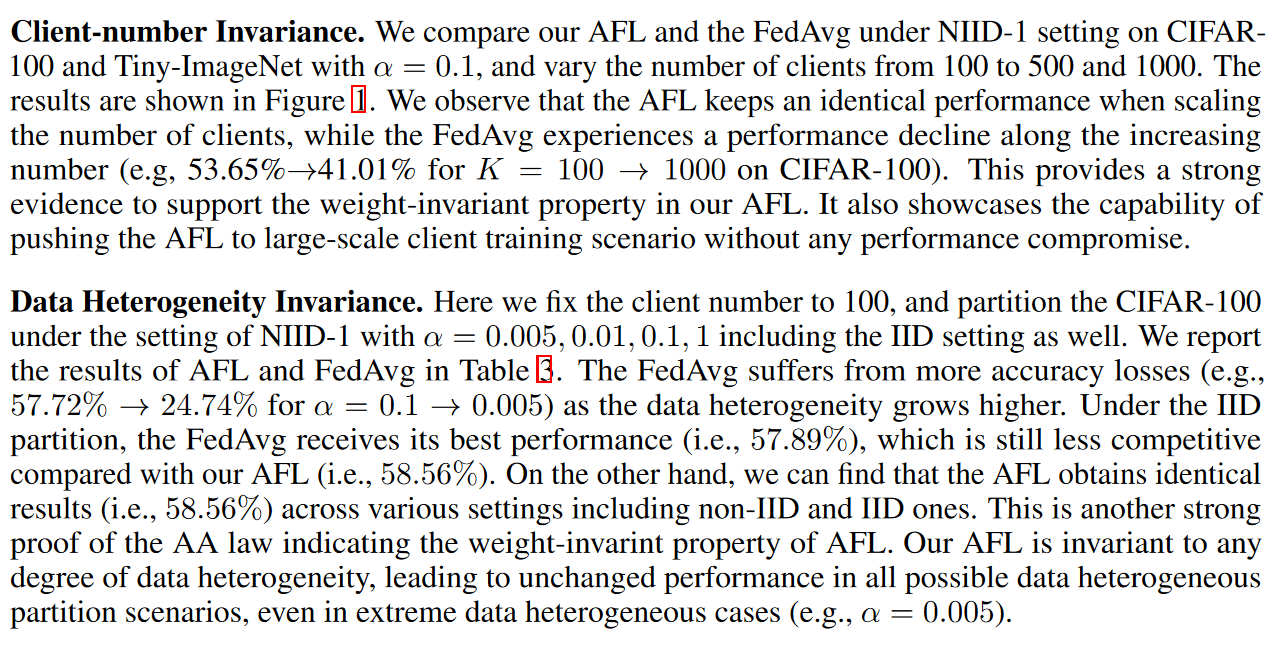 Client-number Invariance. We compare our AFL and the FedAvg under NIID-1 setting on CIFAR-
100 and Tiny-ImageNet with α = 0.1, and vary the number of clients from 100 to 500 and 1000. The
results are shown in Figure 1. We observe that the AFL keeps an identical performance when scaling
the number of clients, while the FedAvg experiences a performance decline along the increasing
number (e.g, 53.65%→41.01% for K = 100 → 1000 on CIFAR-100). This provides a strong
evidence to support the weight-invariant property in our AFL. It also showcases the capability of
pushing the AFL to large-scale client training scenario without any performance compromise.
Data Heterogeneity Invariance. Here we fix the client number to 100, and partition the CIFAR-100
under the setting of NIID-1 with α = 0.005, 0.01, 0.1, 1 including the IID setting as well. We report
the results of AFL and FedAvg in Table 3. The FedAvg suffers from more accuracy losses (e.g.,
57.72% → 24.74% for α = 0.1 → 0.005) as the data heterogeneity grows higher. Under the IID
partition, the FedAvg receives its best performance (i.e., 57.89%), which is still less competitive
compared with our AFL (i.e., 58.56%). On the other hand, we can find that the AFL obtains identical
results (i.e., 58.56%) across various settings including non-IID and IID ones. This is another strong
proof of the AA law indicating the weight-invarint property of AFL. Our AFL is invariant to any
degree of data heterogeneity, leading to unchanged performance in all possible data heterogeneous
partition scenarios, even in extreme data heterogeneous cases (e.g., α = 0.005).